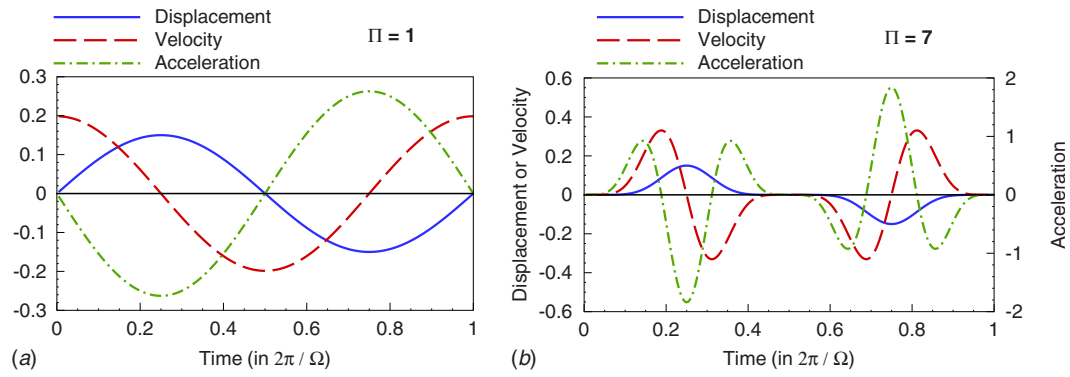 Displacement
Velocity
Acceleration
Π = 1
0.3
0.2
0.1
0
-0.1
-0.2
-0.3
0 0.2 0.4 0.6 0.8 1
(a) Time (in 2π / Ω)
Displacement
Velocity
Acceleration
Π = 7
Displacement or Velocity
0.6
0.4
0.2
0
-0.2
-0.4
-0.6
2
1
0
-1
-2
Acceleration
0 0.2 0.4 0.6 0.8 1
(b) Time (in 2π / Ω)